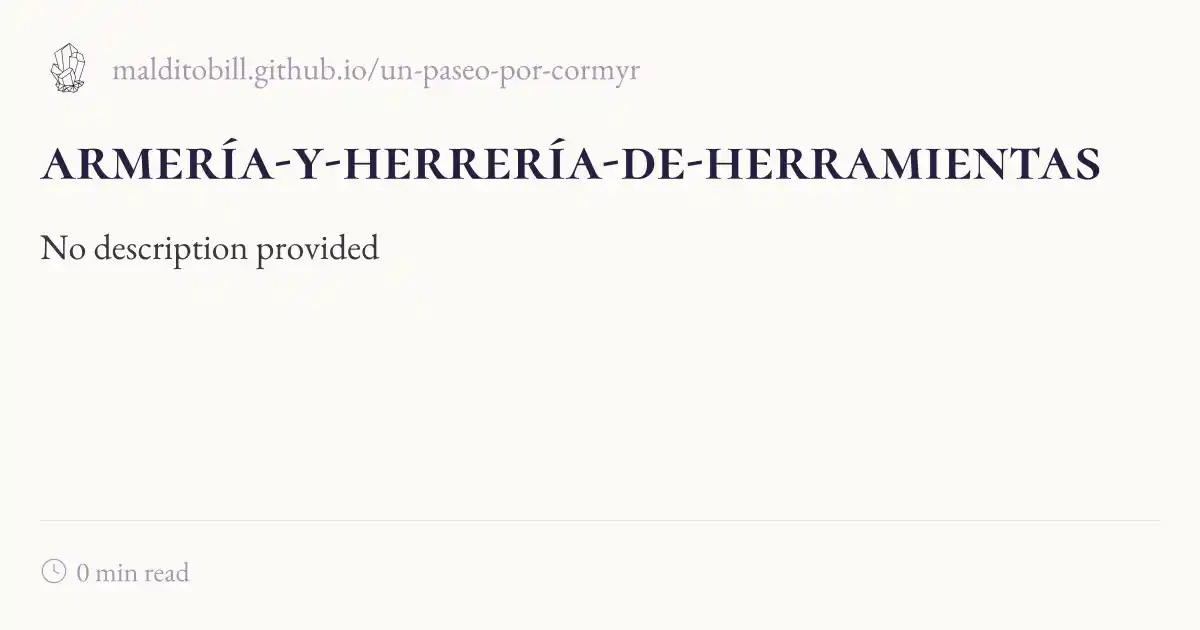 malditobill.github.io/un-paseo-por-cormyr
ARMERÍA-Y-HERRERÍA-DE-HERRAMIENTAS
No description provided
0 min read